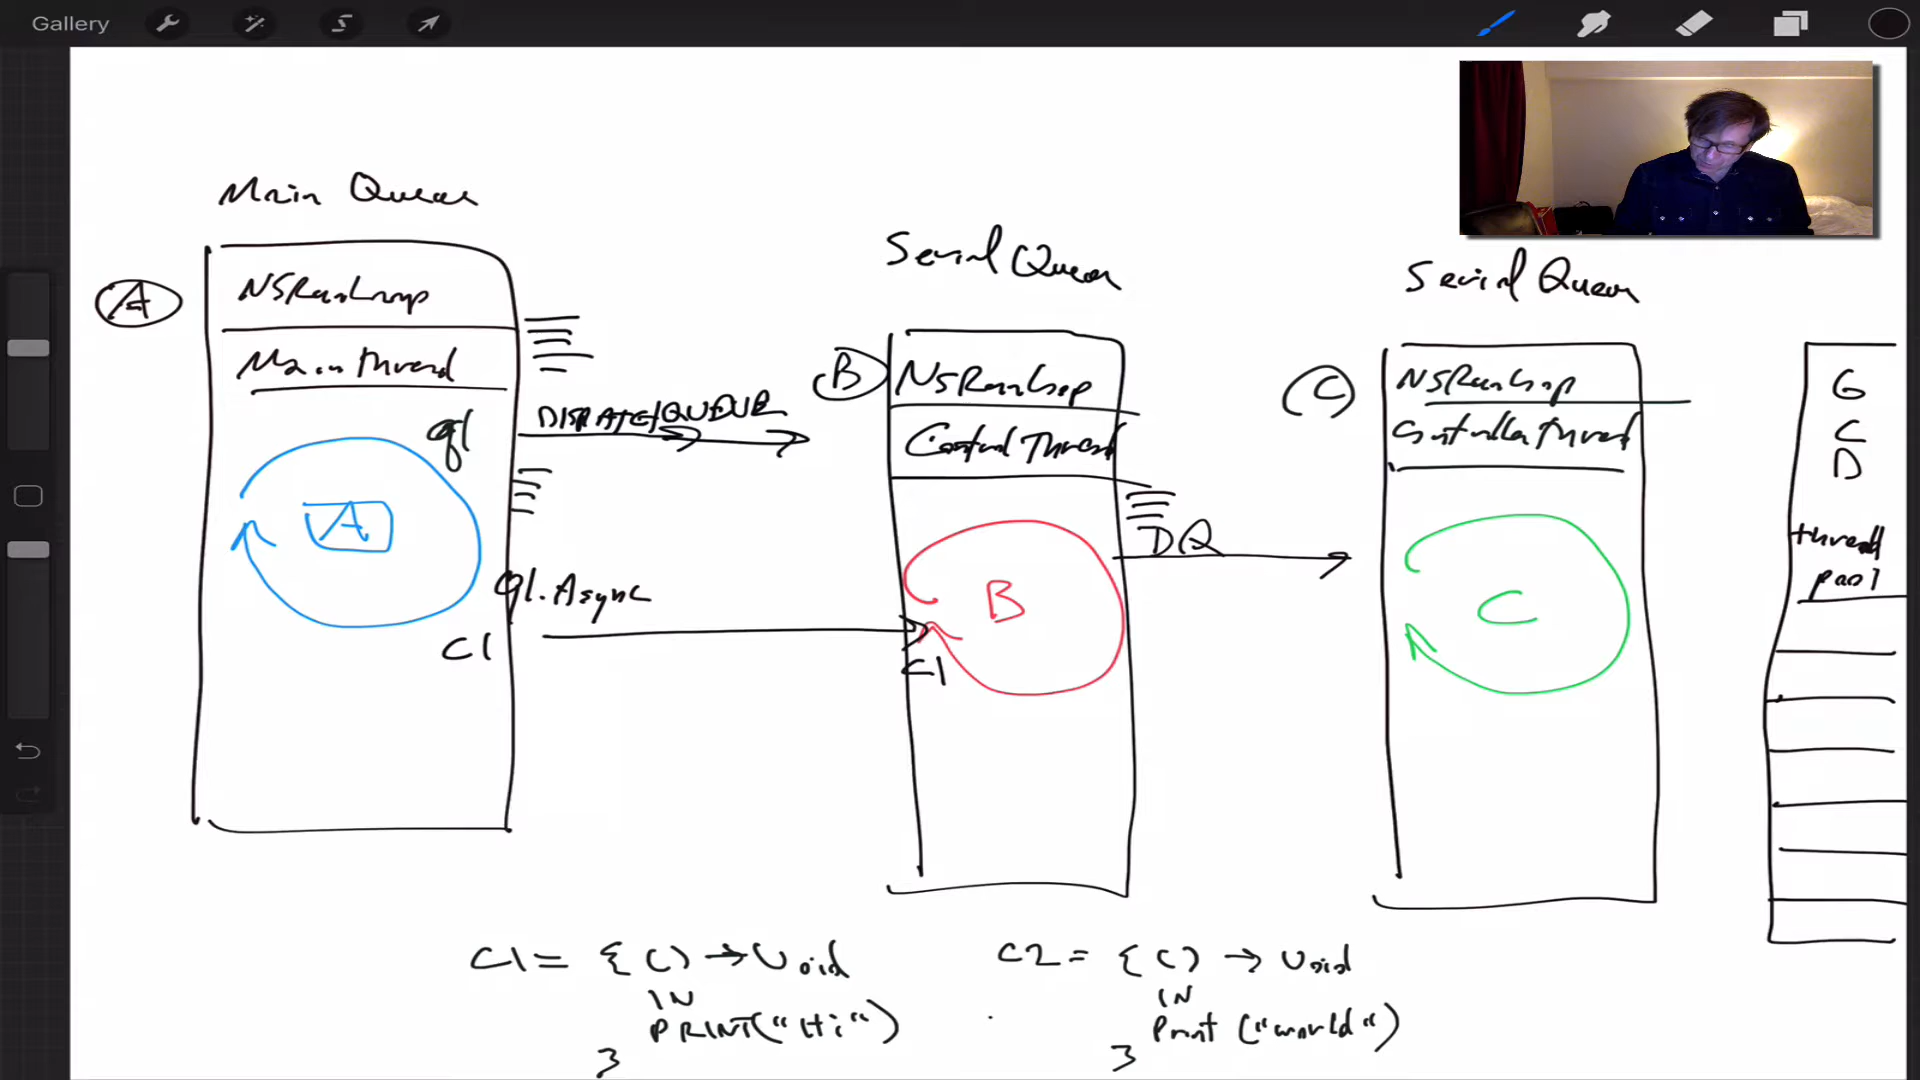 Gallery
Main Queue
Serial Queue
Serial Queue
A
NSRunLoop
Main thread
B
NSRunLoop
Control Thread
C
NSRunLoop
Controller thread
G
C
D
thread
pool
q1
DISPATCHQUEUE
A
DQ
B
C
q1.Async
C1
C1
C1 = { () → Void
IN
PRINT("Hi")
}
C2 = { () → Void
IN
Print ("world")
}